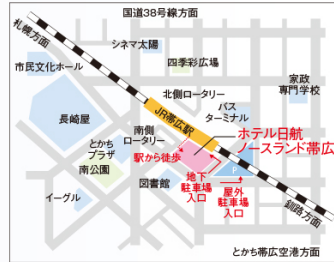 国道38号線方面
札幌方面
シネマ太陽
四季彩広場
市民文化ホール
家政
専門学校
北側ロータリー
バス
ターミナル
長崎屋
JR帯広駅
南側
ロータリー
ホテル日航
ノースランド帯広
とかち
プラザ
駅から徒歩
南公園
地下
駐車場
入口
P
図書館
屋外
駐車場
入口
イーグル
釧路方面
とかち帯広空港方面